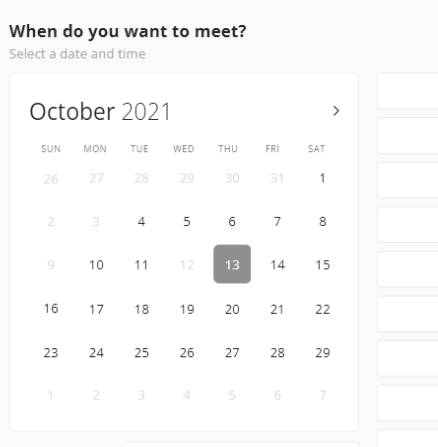 When do you want to meet?
Select a date and time
October 2021
SUN MON TUE WED THU FRI SAT
26 27 28 29 30 31 1
2 3 4 5 6 7 8
9 10 11 12 13 14 15
16 17 18 19 20 21 22
23 24 25 26 27 28 29
1 2 3 4 5 6 7